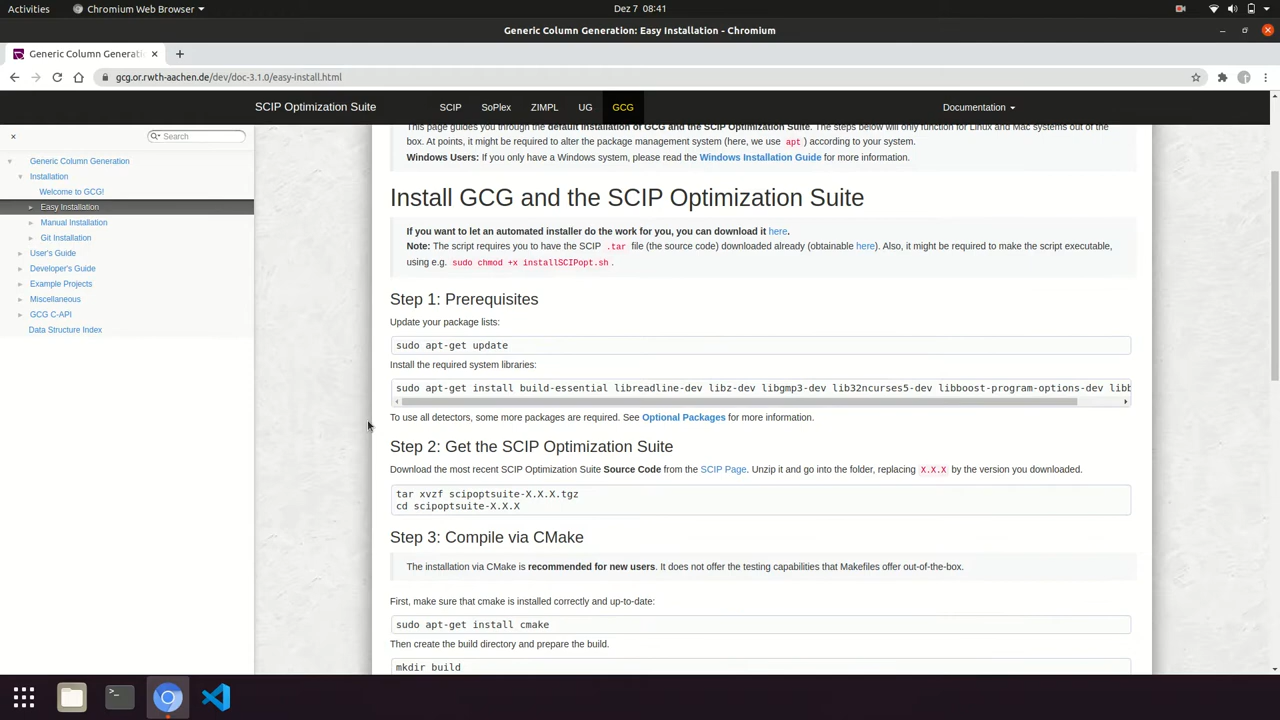 Activities
Chromium Web Browser
Dez 7 08:41
Generic Column Generation: Easy Installation - Chromium
Generic Column Generati
gcg.or.rwth-aachen.de/dev/doc-3.1.0/easy-install.html
SCIP Optimization Suite
SCIP
SoPlex
ZIMPL
UG
GCG
Documentation
Search
Generic Column Generation
Installation
Welcome to GCG!
Easy Installation
Manual Installation
Git Installation
User's Guide
Developer's Guide
Example Projects
Miscellaneous
GCG C-API
Data Structure Index
This page guides you through the default installation of GCG and the SCIP Optimization Suite. The steps below will only function for Linux and Mac systems out of the
box. At points, it might be required to alter the package management system (here, we use apt ) according to your system.
Windows Users: If you only have a Windows system, please read the Windows Installation Guide for more information.
Install GCG and the SCIP Optimization Suite
If you want to let an automated installer do the work for you, you can download it here.
Note: The script requires you to have the SCIP .tar file (the source code) downloaded already (obtainable here). Also, it might be required to make the script executable,
using e.g. sudo chmod +x installSCIPopt.sh .
Step 1: Prerequisites
Update your package lists:
sudo apt-get update
Install the required system libraries:
sudo apt-get install build-essential libreadline-dev libz-dev libgmp3-dev lib32ncurses5-dev libboost-program-options-dev libb
To use all detectors, some more packages are required. See Optional Packages for more information.
Step 2: Get the SCIP Optimization Suite
Download the most recent SCIP Optimization Suite Source Code from the SCIP Page. Unzip it and go into the folder, replacing X.X.X by the version you downloaded.
tar xvzf scipoptsuite-X.X.X.tgz
cd scipoptsuite-X.X.X
Step 3: Compile via CMake
The installation via CMake is recommended for new users. It does not offer the testing capabilities that Makefiles offer out-of-the-box.
First, make sure that cmake is installed correctly and up-to-date:
sudo apt-get install cmake
Then create the build directory and prepare the build.
mkdir build